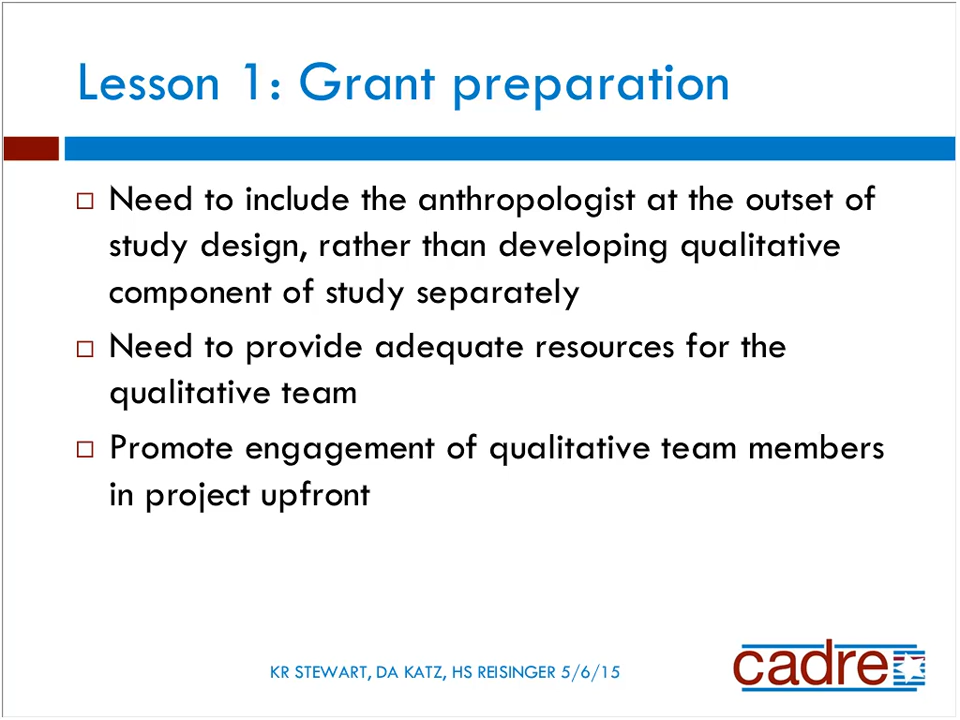 Lesson 1: Grant preparation
Need to include the anthropologist at the outset of
study design, rather than developing qualitative
component of study separately
Need to provide adequate resources for the
qualitative team
Promote engagement of qualitative team members
in project upfront
KR STEWART, DA KATZ, HS REISINGER 5/6/15
cadre